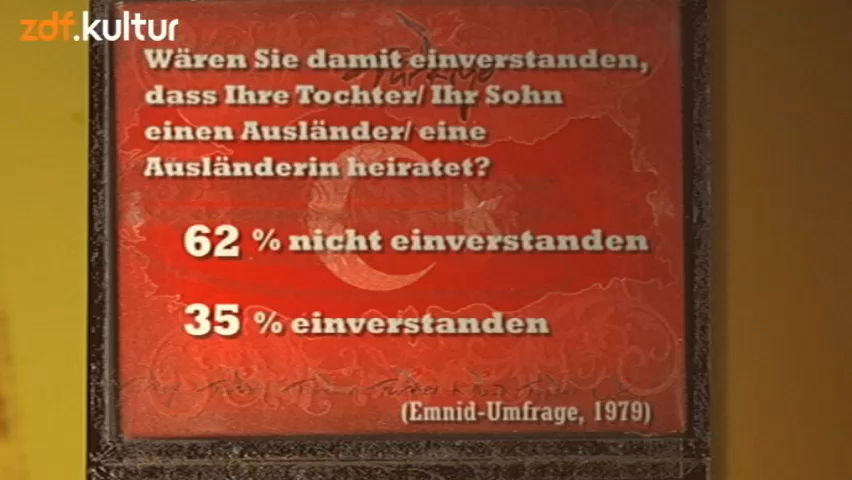 zdf.kultur
Wären Sie damit einverstanden,
dass Ihre Tochter/ Ihr Sohn
einen Ausländer/ eine
Ausländerin heiratet?
62 % nicht einverstanden
35 % einverstanden
(Emnid-Umfrage, 1979)